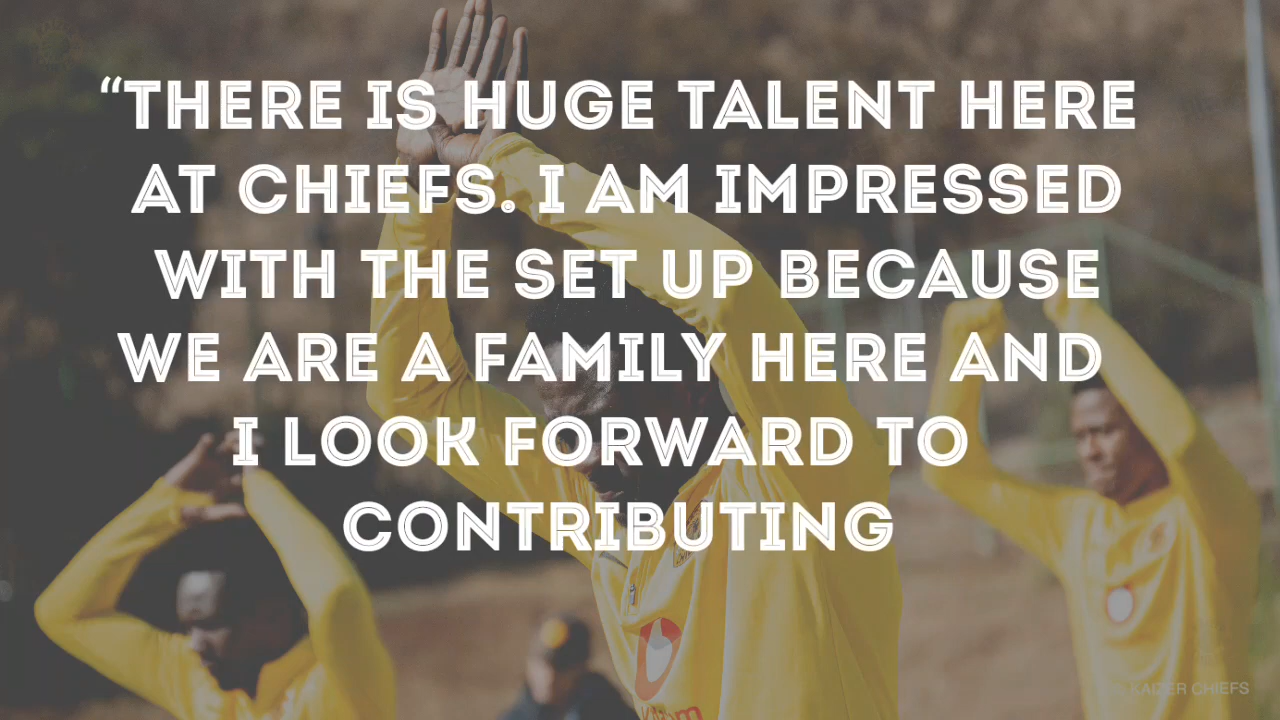 “THERE IS HUGE TALENT HERE
AT CHIEFS. I AM IMPRESSED
WITH THE SET UP BECAUSE
WE ARE A FAMILY HERE AND
I LOOK FORWARD TO
CONTRIBUTING
KAIZER CHIEFS